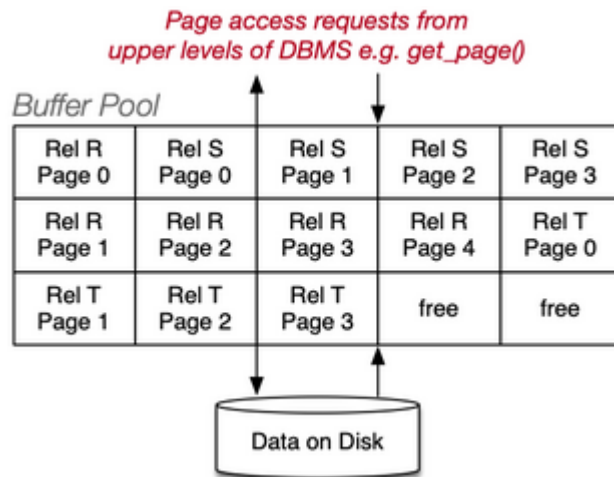 Page access requests from
upper levels of DBMS e.g. get_page()
Buffer Pool
Rel R Page 0
Rel S Page 0
Rel S Page 1
Rel S Page 2
Rel S Page 3
Rel R Page 1
Rel R Page 2
Rel R Page 3
Rel R Page 4
Rel T Page 0
Rel T Page 1
Rel T Page 2
Rel T Page 3
free
free
Data on Disk